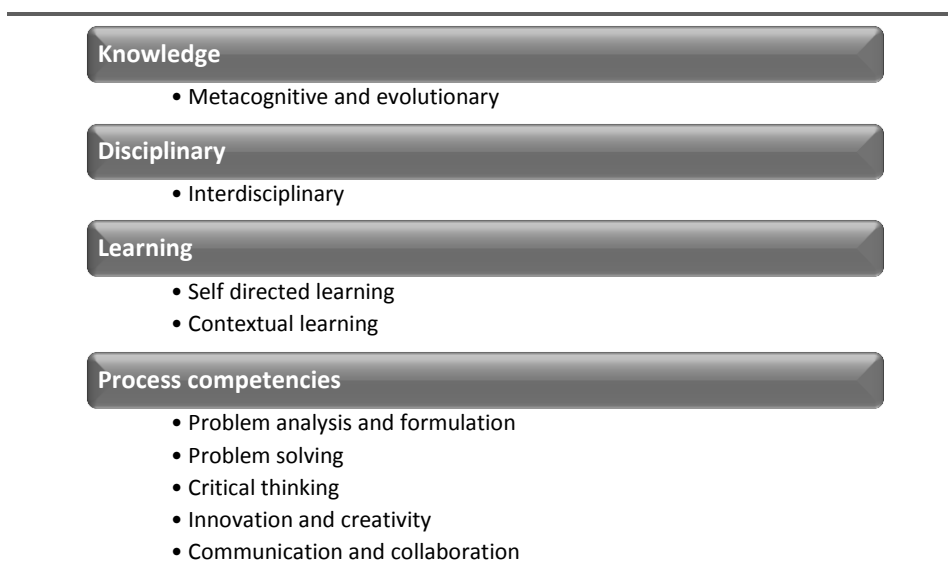 Knowledge
• Metacognitive and evolutionary
Disciplinary
• Interdisciplinary
Learning
• Self directed learning
• Contextual learning
Process competencies
• Problem analysis and formulation
• Problem solving
• Critical thinking
• Innovation and creativity
• Communication and collaboration